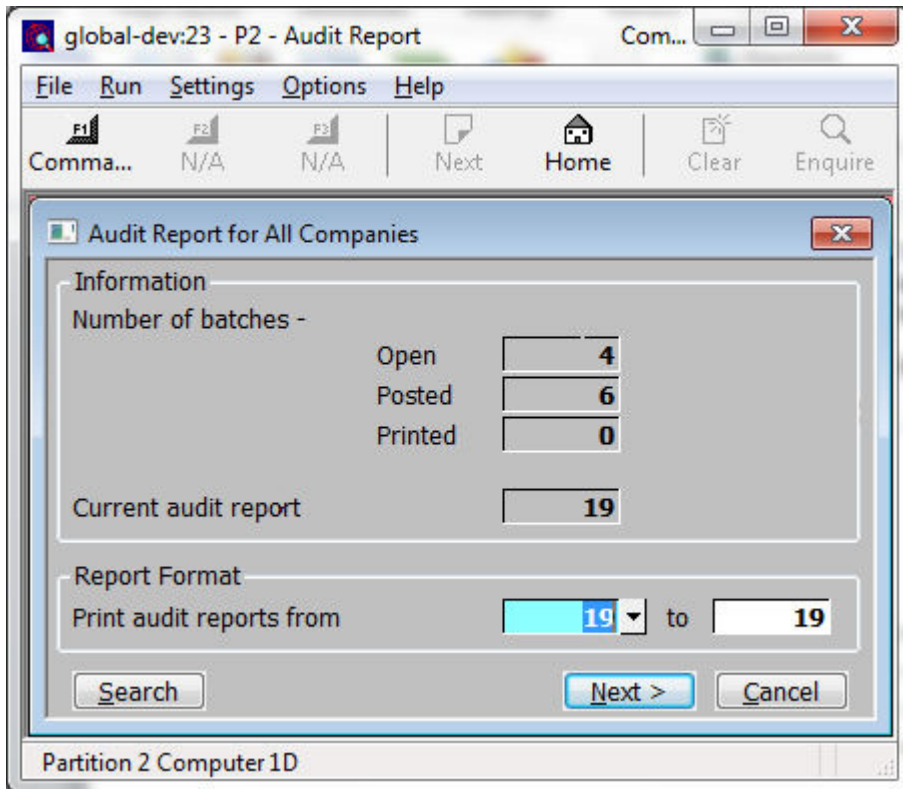 global-dev:23 - P2 - Audit Report Com...
File Run Settings Options Help
F1 F2 F3
Comma... N/A N/A Next Home Clear Enquire
Audit Report for All Companies
Information
Number of batches -
Open 4
Posted 6
Printed 0
Current audit report 19
Report Format
Print audit reports from 19 to 19
Search Next > Cancel
Partition 2 Computer 1D